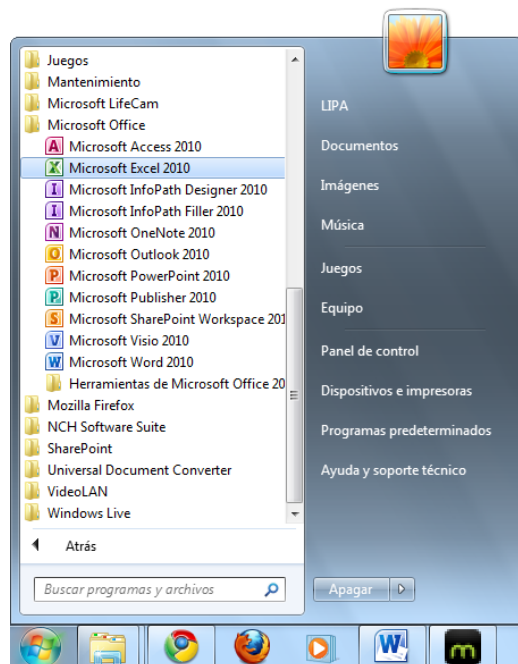 Juegos
Mantenimiento
Microsoft LifeCam
Microsoft Office
Microsoft Access 2010
Microsoft Excel 2010
Microsoft InfoPath Designer 2010
Microsoft InfoPath Filler 2010
Microsoft OneNote 2010
Microsoft Outlook 2010
Microsoft PowerPoint 2010
Microsoft Publisher 2010
Microsoft SharePoint Workspace 201
Microsoft Visio 2010
Microsoft Word 2010
Herramientas de Microsoft Office 20
Mozilla Firefox
NCH Software Suite
SharePoint
Universal Document Converter
VideoLAN
Windows Live
Atrás
Buscar programas y archivos
LIPA
Documentos
Imágenes
Música
Juegos
Equipo
Panel de control
Dispositivos e impresoras
Programas predeterminados
Ayuda y soporte técnico
Apagar